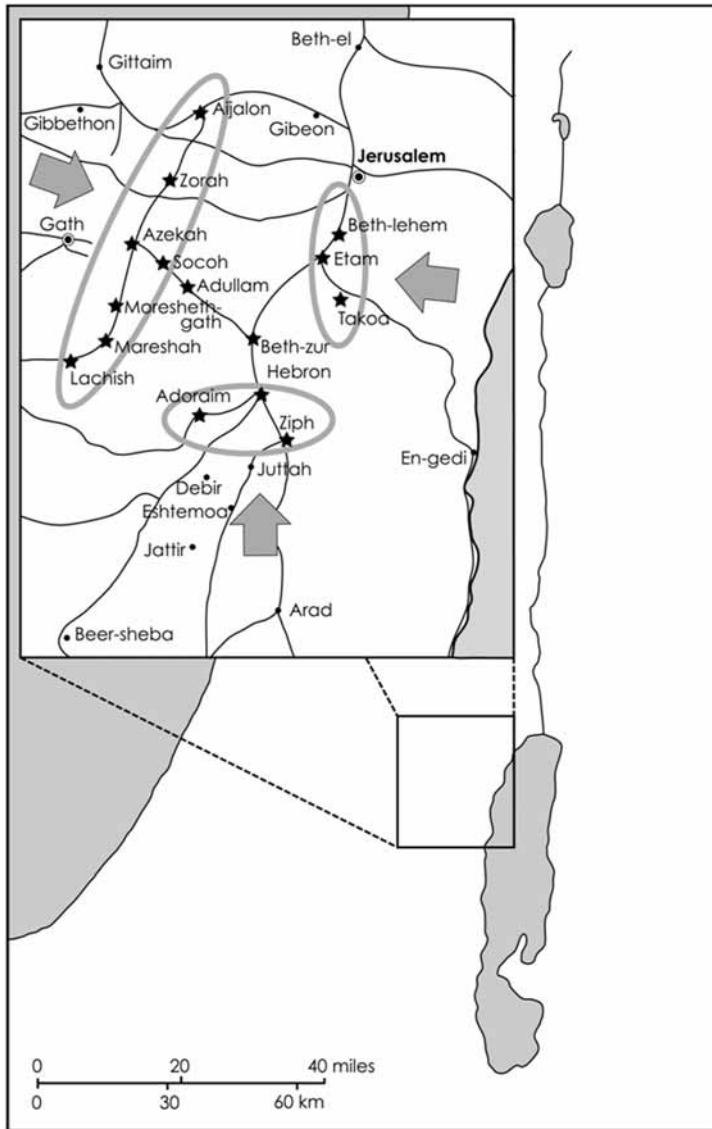 Beth-el
Gittaim
Gibbethon
Aijalon
Gibeon
Jerusalem
Zorah
Gath
Azekah
Beth-lehem
Etam
Socoh
Adullam
Moresheth-
gath
Takoa
Mareshah
Beth-zur
Lachish
Hebron
Adoraim
Ziph
En-gedi
Juttah
Debir
Eshtemoa
Jattir
Arad
Beer-sheba
0 20 40 miles
0 30 60 km